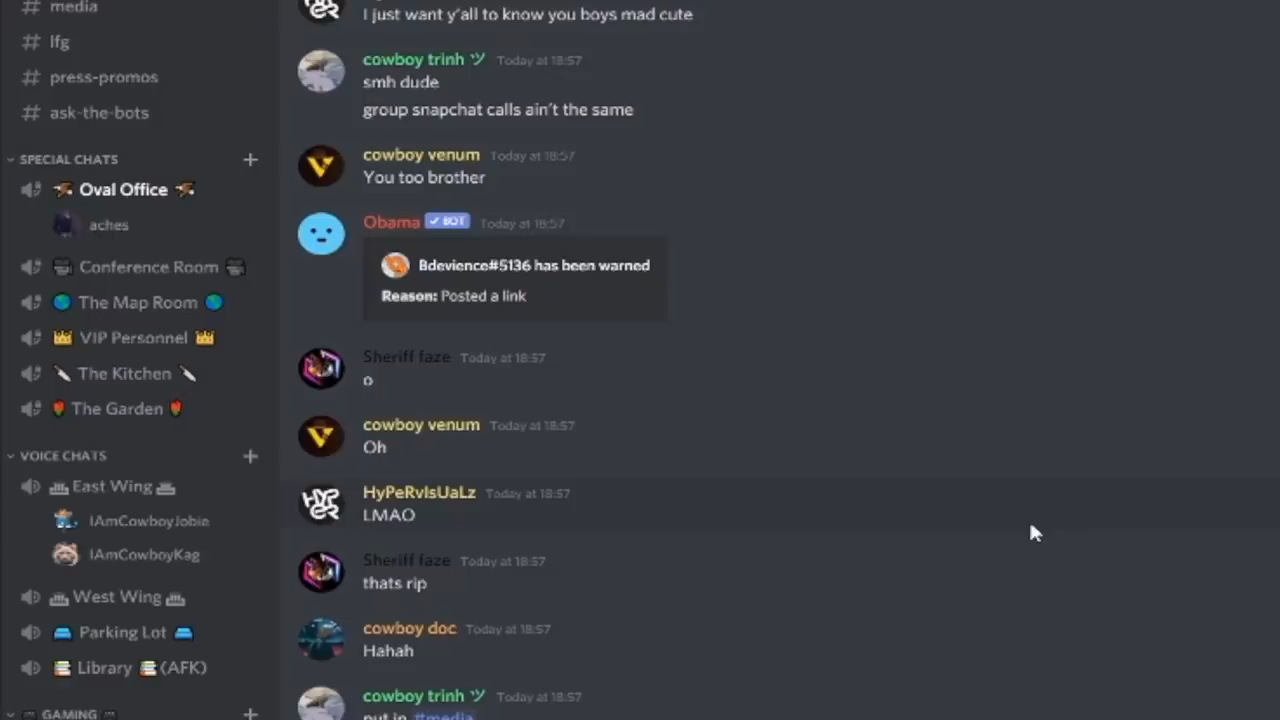 media
lfg
press-promos
ask-the-bots
SPECIAL CHATS
Oval Office
aches
Conference Room
The Map Room
VIP Personnel
The Kitchen
The Garden
VOICE CHATS
East Wing
IAmCowboyJobie
IAmCowboyKag
West Wing
Parking Lot
Library (AFK)
GAMING
I just want y'all to know you boys mad cute
cowboy trinh ツ Today at 18:57
smh dude
group snapchat calls ain't the same
cowboy venum Today at 18:57
You too brother
Obama ✓ BOT Today at 18:57
Bdevience#5136 has been warned
Reason: Posted a link
Sheriff faze Today at 18:57
o
cowboy venum Today at 18:57
Oh
HyPeRvIsUaLz Today at 18:57
LMAO
Sheriff faze Today at 18:57
thats rip
cowboy doc Today at 18:57
Hahah
cowboy trinh ツ Today at 18:57
put in #media